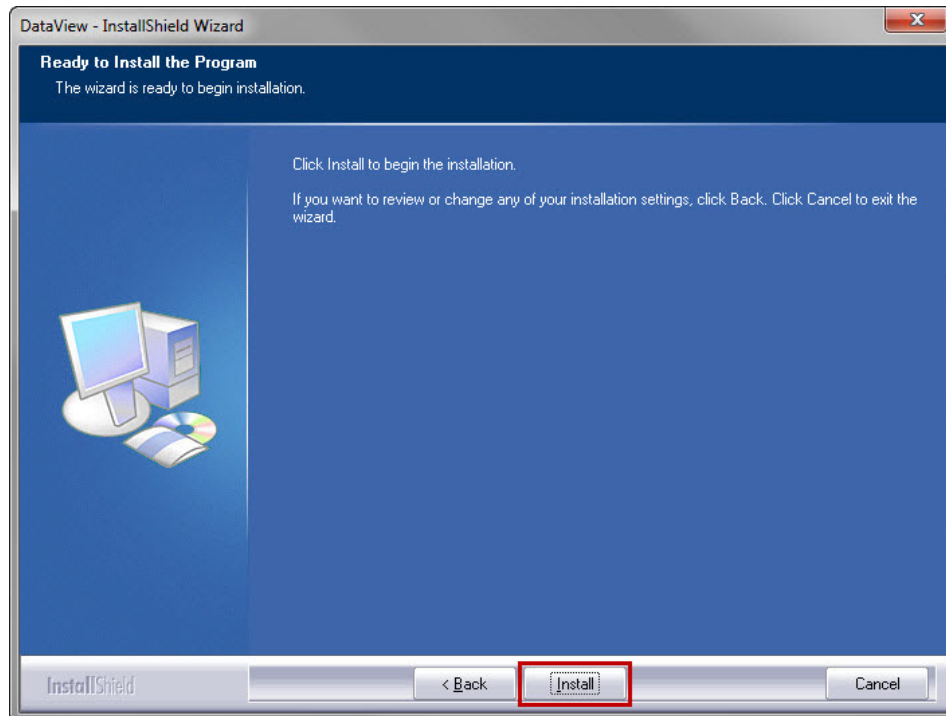 DataView - InstallShield Wizard
Ready to Install the Program
The wizard is ready to begin installation.
Click Install to begin the installation.
If you want to review or change any of your installation settings, click Back. Click Cancel to exit the
wizard.
InstallShield
< Back
Install
Cancel